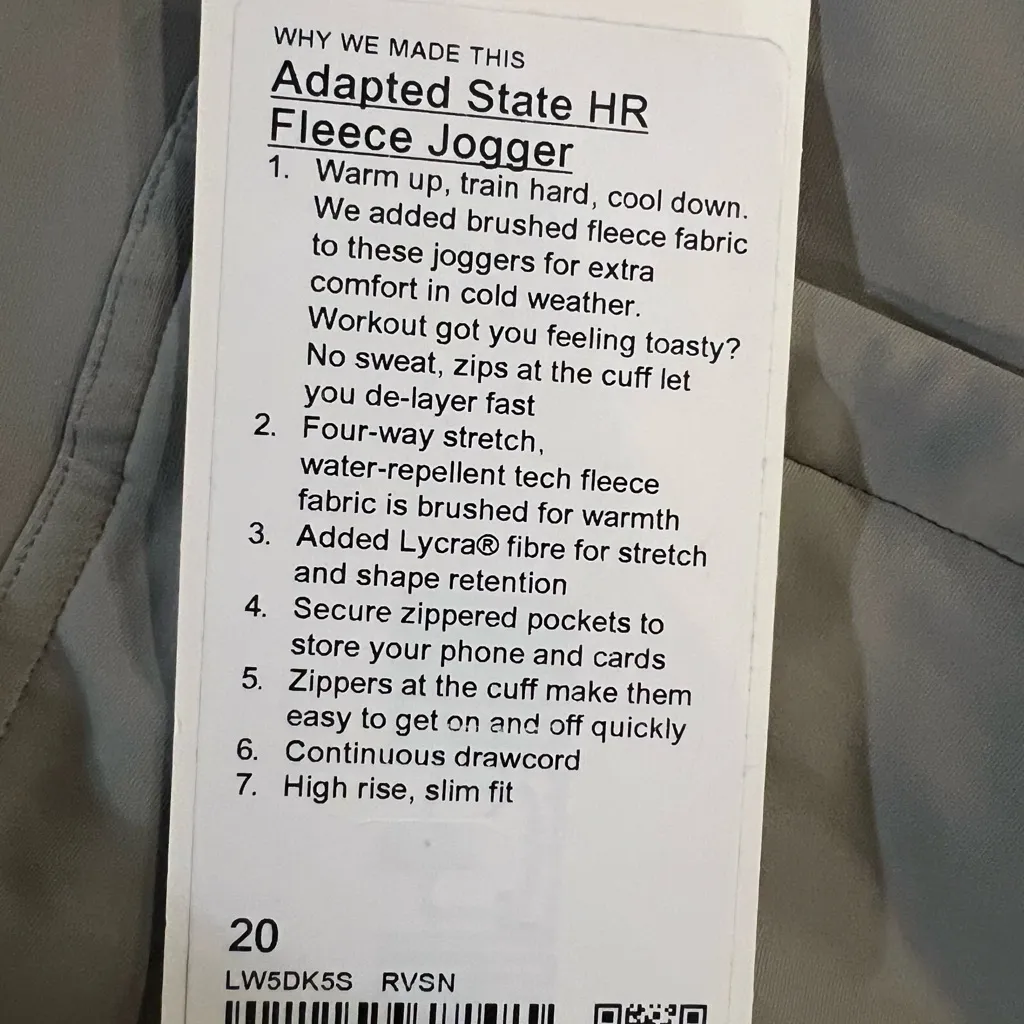 WHY WE MADE THIS
Adapted State HR
Fleece Jogger
1. Warm up, train hard, cool down.
We added brushed fleece fabric
to these joggers for extra
comfort in cold weather.
Workout got you feeling toasty?
No sweat, zips at the cuff let
you de-layer fast
2. Four-way stretch,
water-repellent tech fleece
fabric is brushed for warmth
3. Added Lycra® fibre for stretch
and shape retention
4. Secure zippered pockets to
store your phone and cards
5. Zippers at the cuff make them
easy to get on and off quickly
6. Continuous drawcord
7. High rise, slim fit
20
LW5DK5S RVSN